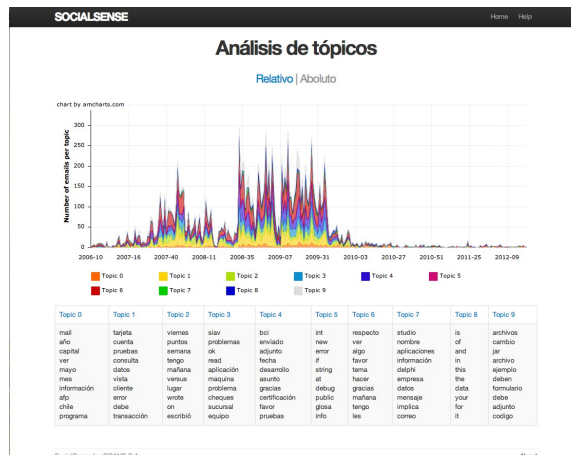 SOCIALSENSE Home Help
Análisis de tópicos
Relativo | Aboluto
chart by amcharts.com
Number of emails per topic
300
250
200
150
100
50
0
2006-10 2007-16 2007-40 2008-11 2008-35 2009-07 2009-31 2010-03 2010-27 2010-51 2011-25 2012-09
Topic 0 Topic 1 Topic 2 Topic 3 Topic 4 Topic 5
Topic 6 Topic 7 Topic 8 Topic 9
Topic 0 Topic 1 Topic 2 Topic 3 Topic 4 Topic 5 Topic 6 Topic 7 Topic 8 Topic 9
mail tarjeta viernes siav bci int respecto studio is archivos
año cuenta puntos problemas enviado new ver nombre of cambio
capital pruebas semana ok adjunto error algo aplicaciones and jar
ver consulta tengo read fecha if favor información in archivo
mayo datos mañana aplicación desarrollo string tema delphi this ejemplo
mes vista versus maquina asunto at hacer empresa the deben
información cliente lugar problema gracias debug gracias datos data formulario
afp error wrote cheques certificación public mañana mensaje your debe
chile debe on sucursal favor glosa tengo implica for adjunto
programa transacción escribió equipo pruebas info les correo it codigo